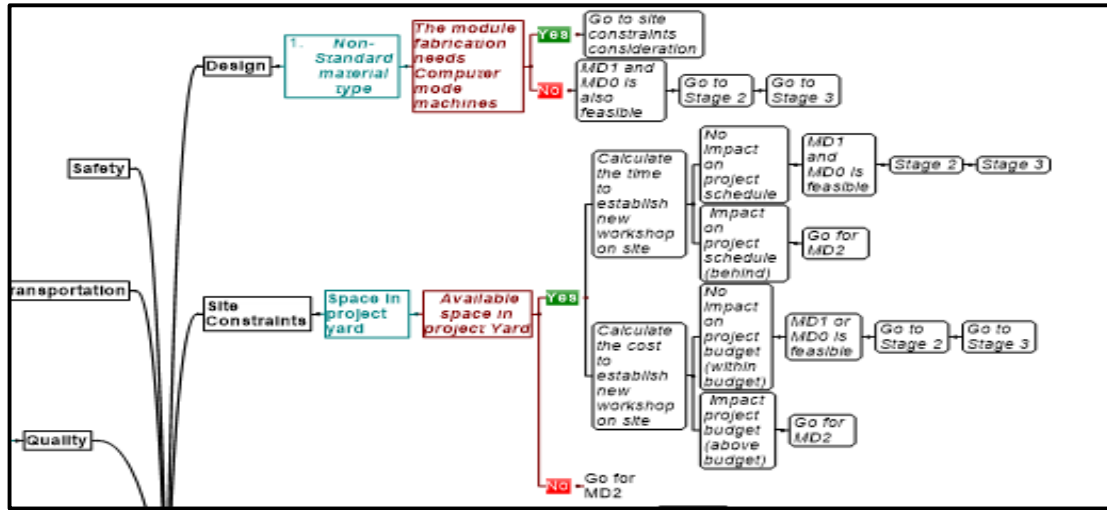 Design
1. Non-
Standard
material
type
The module
fabrication
needs
Computer
mode
machines
Yes
Go to site
constraints
consideration
No
MD1 and
MD0 is
also
feasible
Go to
Stage 2
Go to
Stage 3
Safety
ransportation
Quality
Site
Constraints
Space in
project
yard
Available
space in
project Yard
Yes
Calculate
the time
to
establish
new
workshop
on site
No
Impact
on
project
schedule
MD1
and
MD0 is
feasible
Stage 2
Stage 3
Impact
on
project
schedule
(behind)
Go for
MD2
Calculate
the cost
to
establish
new
workshop
on site
No
Impact
on
project
budget
(within
budget)
MD1 or
MD0 is
feasible
Go to
Stage 2
Go to
Stage 3
Impact
project
budget
(above
budget)
Go for
MD2
No
Go for
MD2